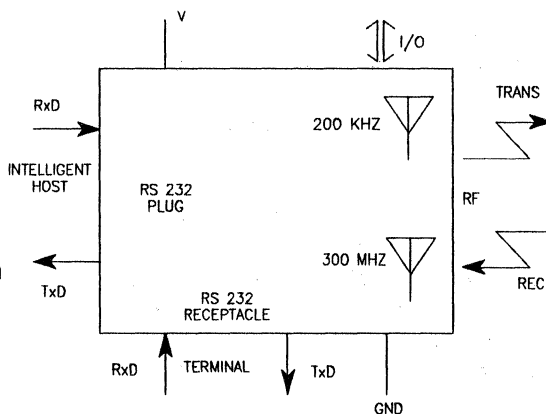 V
I/O
RxD
200 KHZ
TRANS
INTELLIGENT
HOST
RS 232
PLUG
RF
300 MHZ
TxD
REC
RS 232
RECEPTACLE
RxD
TERMINAL
TxD
GND